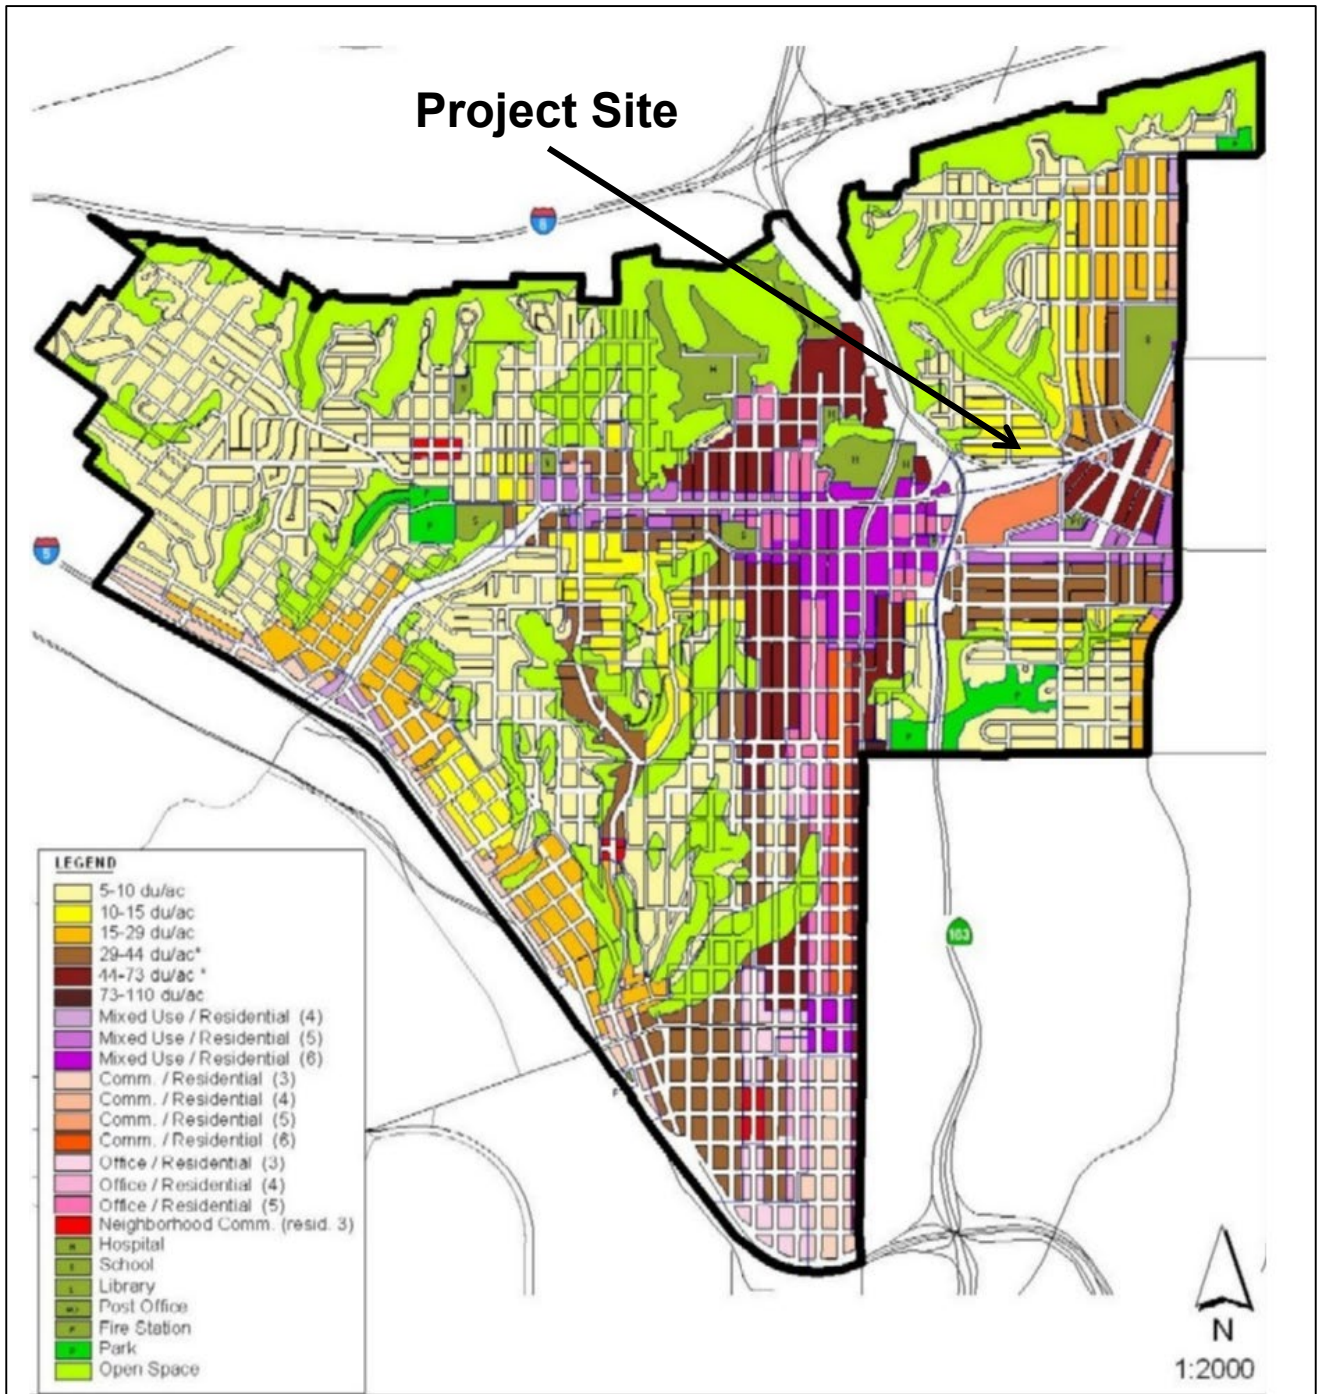 Project Site
8
5
163
LEGEND
5-10 du/ac
10-15 du/ac
15-29 du/ac
29-44 du/ac*
44-73 du/ac *
73-110 du/ac
Mixed Use / Residential (4)
Mixed Use / Residential (5)
Mixed Use / Residential (6)
Comm. / Residential (3)
Comm. / Residential (4)
Comm. / Residential (5)
Comm. / Residential (6)
Office / Residential (3)
Office / Residential (4)
Office / Residential (5)
Neighborhood Comm. (resid. 3)
Hospital
School
Library
Post Office
Fire Station
Park
Open Space
N
1:2000